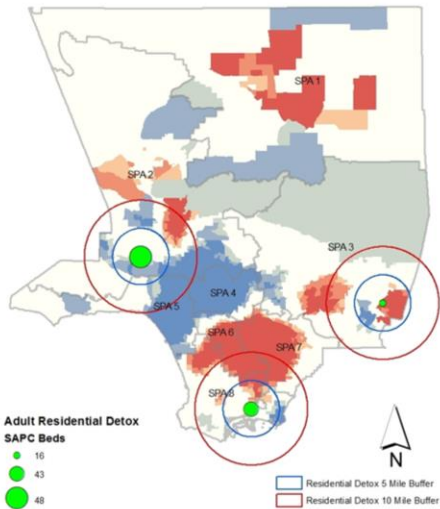 SPA 1
SPA 2
SPA 3
SPA 4
SPA 5
SPA 6
SPA 7
SPA 8
Adult Residential Detox
SAPC Beds
16
43
48
N
Residential Detox 5 Mile Buffer
Residential Detox 10 Mile Buffer